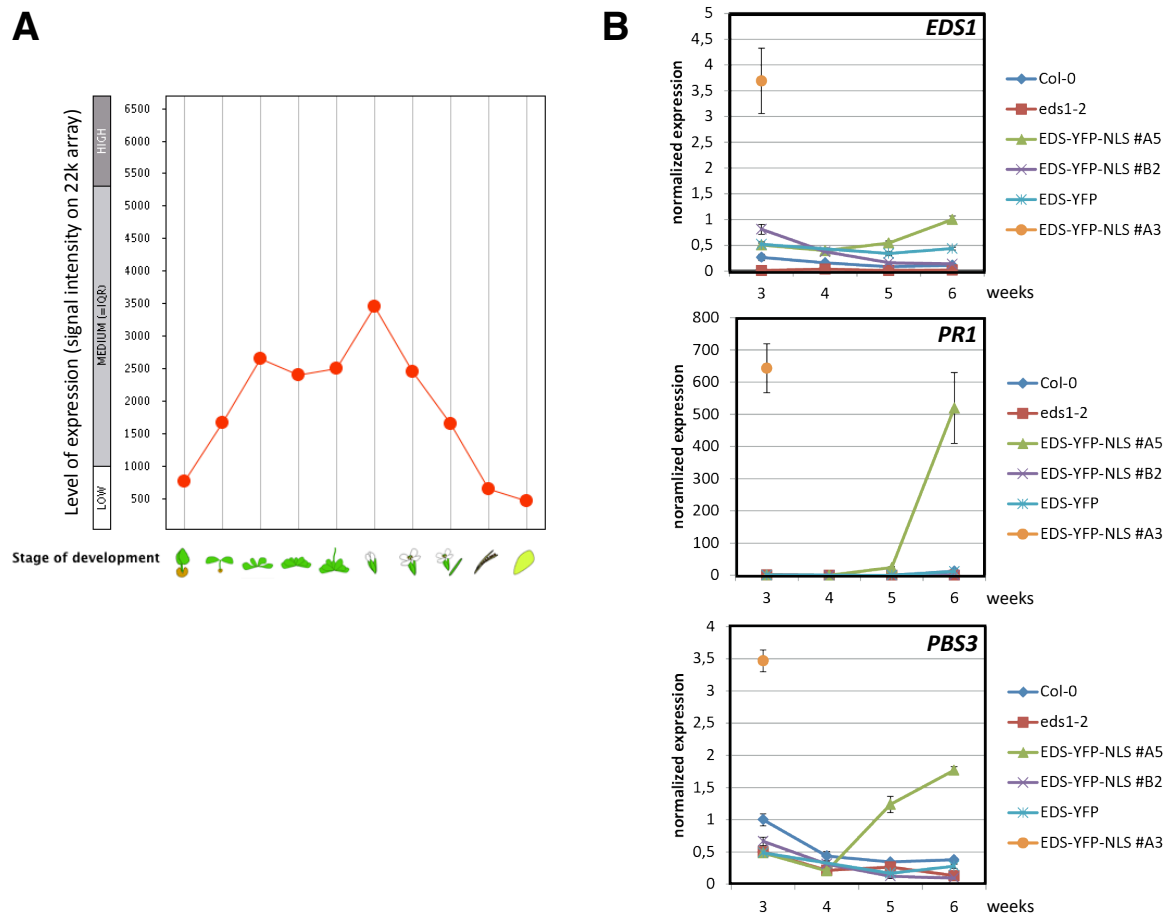 A
Level of expression (signal intensity on 22k array)
HIGH
MEDIUM (=IQR)
LOW
6500
6000
5500
5000
4500
4000
3500
3000
2500
2000
1500
1000
500
Stage of development
B
EDS1
normalized expression
5
4,5
4
3,5
3
2,5
2
1,5
1
0,5
0
3 4 5 6 weeks
Col-0
eds1-2
EDS-YFP-NLS #A5
EDS-YFP-NLS #B2
EDS-YFP
EDS-YFP-NLS #A3
PR1
noramlized expression
800
700
600
500
400
300
200
100
0
3 4 5 6 weeks
Col-0
eds1-2
EDS-YFP-NLS #A5
EDS-YFP-NLS #B2
EDS-YFP
EDS-YFP-NLS #A3
PBS3
normalized expression
4
3,5
3
2,5
2
1,5
1
0,5
0
3 4 5 6 weeks
Col-0
eds1-2
EDS-YFP-NLS #A5
EDS-YFP-NLS #B2
EDS-YFP
EDS-YFP-NLS #A3